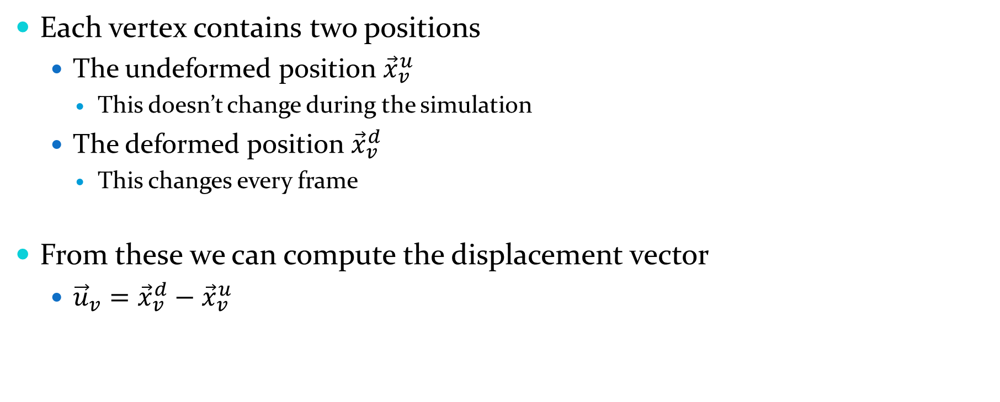 • Each vertex contains two positions
• The undeformed position $\vec{x}_v^u$
• This doesn’t change during the simulation
• The deformed position $\vec{x}_v^d$
• This changes every frame
• From these we can compute the displacement vector
• $\vec{u}_v = \vec{x}_v^d - \vec{x}_v^u$